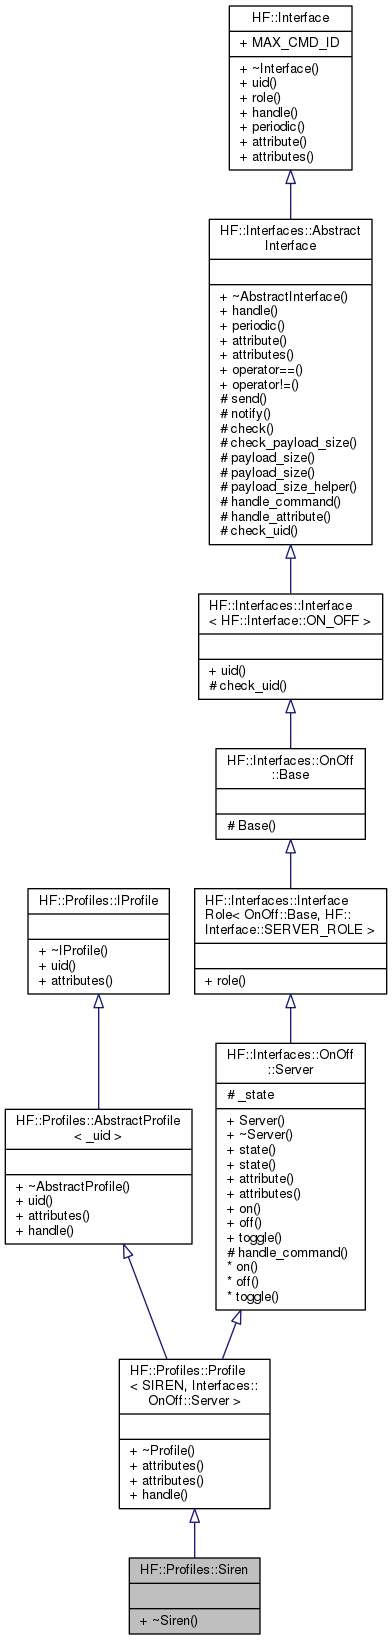 HF::Interface
+ MAX_CMD_ID
+ ~Interface()
+ uid()
+ role()
+ handle()
+ periodic()
+ attribute()
+ attributes()
HF::Interfaces::Abstract
Interface
+ ~AbstractInterface()
+ handle()
+ periodic()
+ attribute()
+ attributes()
+ operator==()
+ operator!=()
# send()
# notify()
# check()
# check_payload_size()
# payload_size()
# payload_size()
# payload_size_helper()
# handle_command()
# handle_attribute()
# check_uid()
HF::Interfaces::Interface
< HF::Interface::ON_OFF >
+ uid()
# check_uid()
HF::Interfaces::OnOff
::Base
# Base()
HF::Profiles::IProfile
+ ~IProfile()
+ uid()
+ attributes()
HF::Interfaces::Interface
Role< OnOff::Base, HF::
Interface::SERVER_ROLE >
+ role()
HF::Interfaces::OnOff
::Server
# _state
+ Server()
+ ~Server()
+ state()
+ state()
+ attribute()
+ attributes()
+ on()
+ off()
+ toggle()
# handle_command()
* on()
* off()
* toggle()
HF::Profiles::AbstractProfile
< _uid >
+ ~AbstractProfile()
+ uid()
+ attributes()
+ handle()
HF::Profiles::Profile
< SIREN, Interfaces::
OnOff::Server >
+ ~Profile()
+ attributes()
+ attributes()
+ handle()
HF::Profiles::Siren
+ ~Siren()